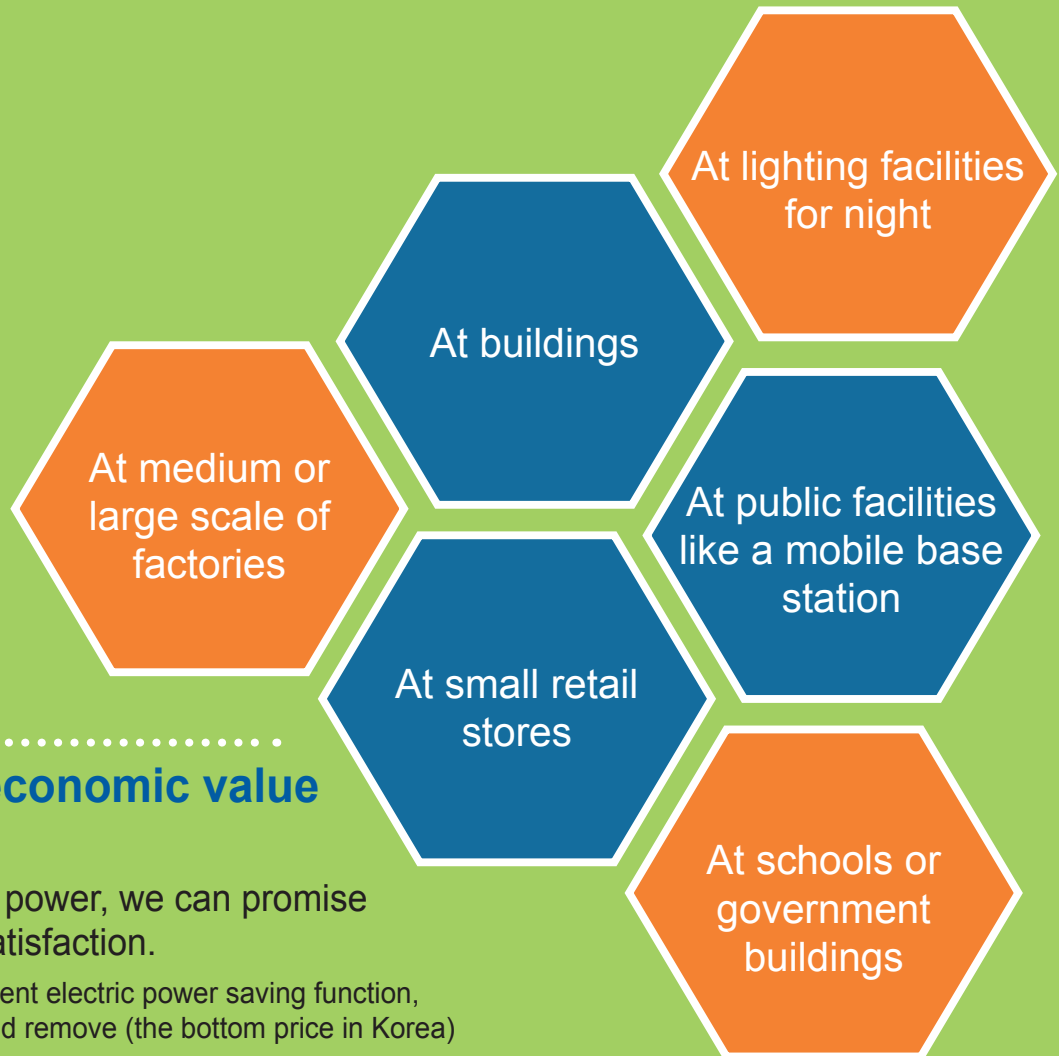 At lighting facilities
for night
At buildings
At medium or
large scale of
factories
At public facilities
like a mobile base
station
At small retail
stores
At schools or
government
buildings
economic value
power, we can promise
atisfaction.
ent electric power saving function,
d remove (the bottom price in Korea)